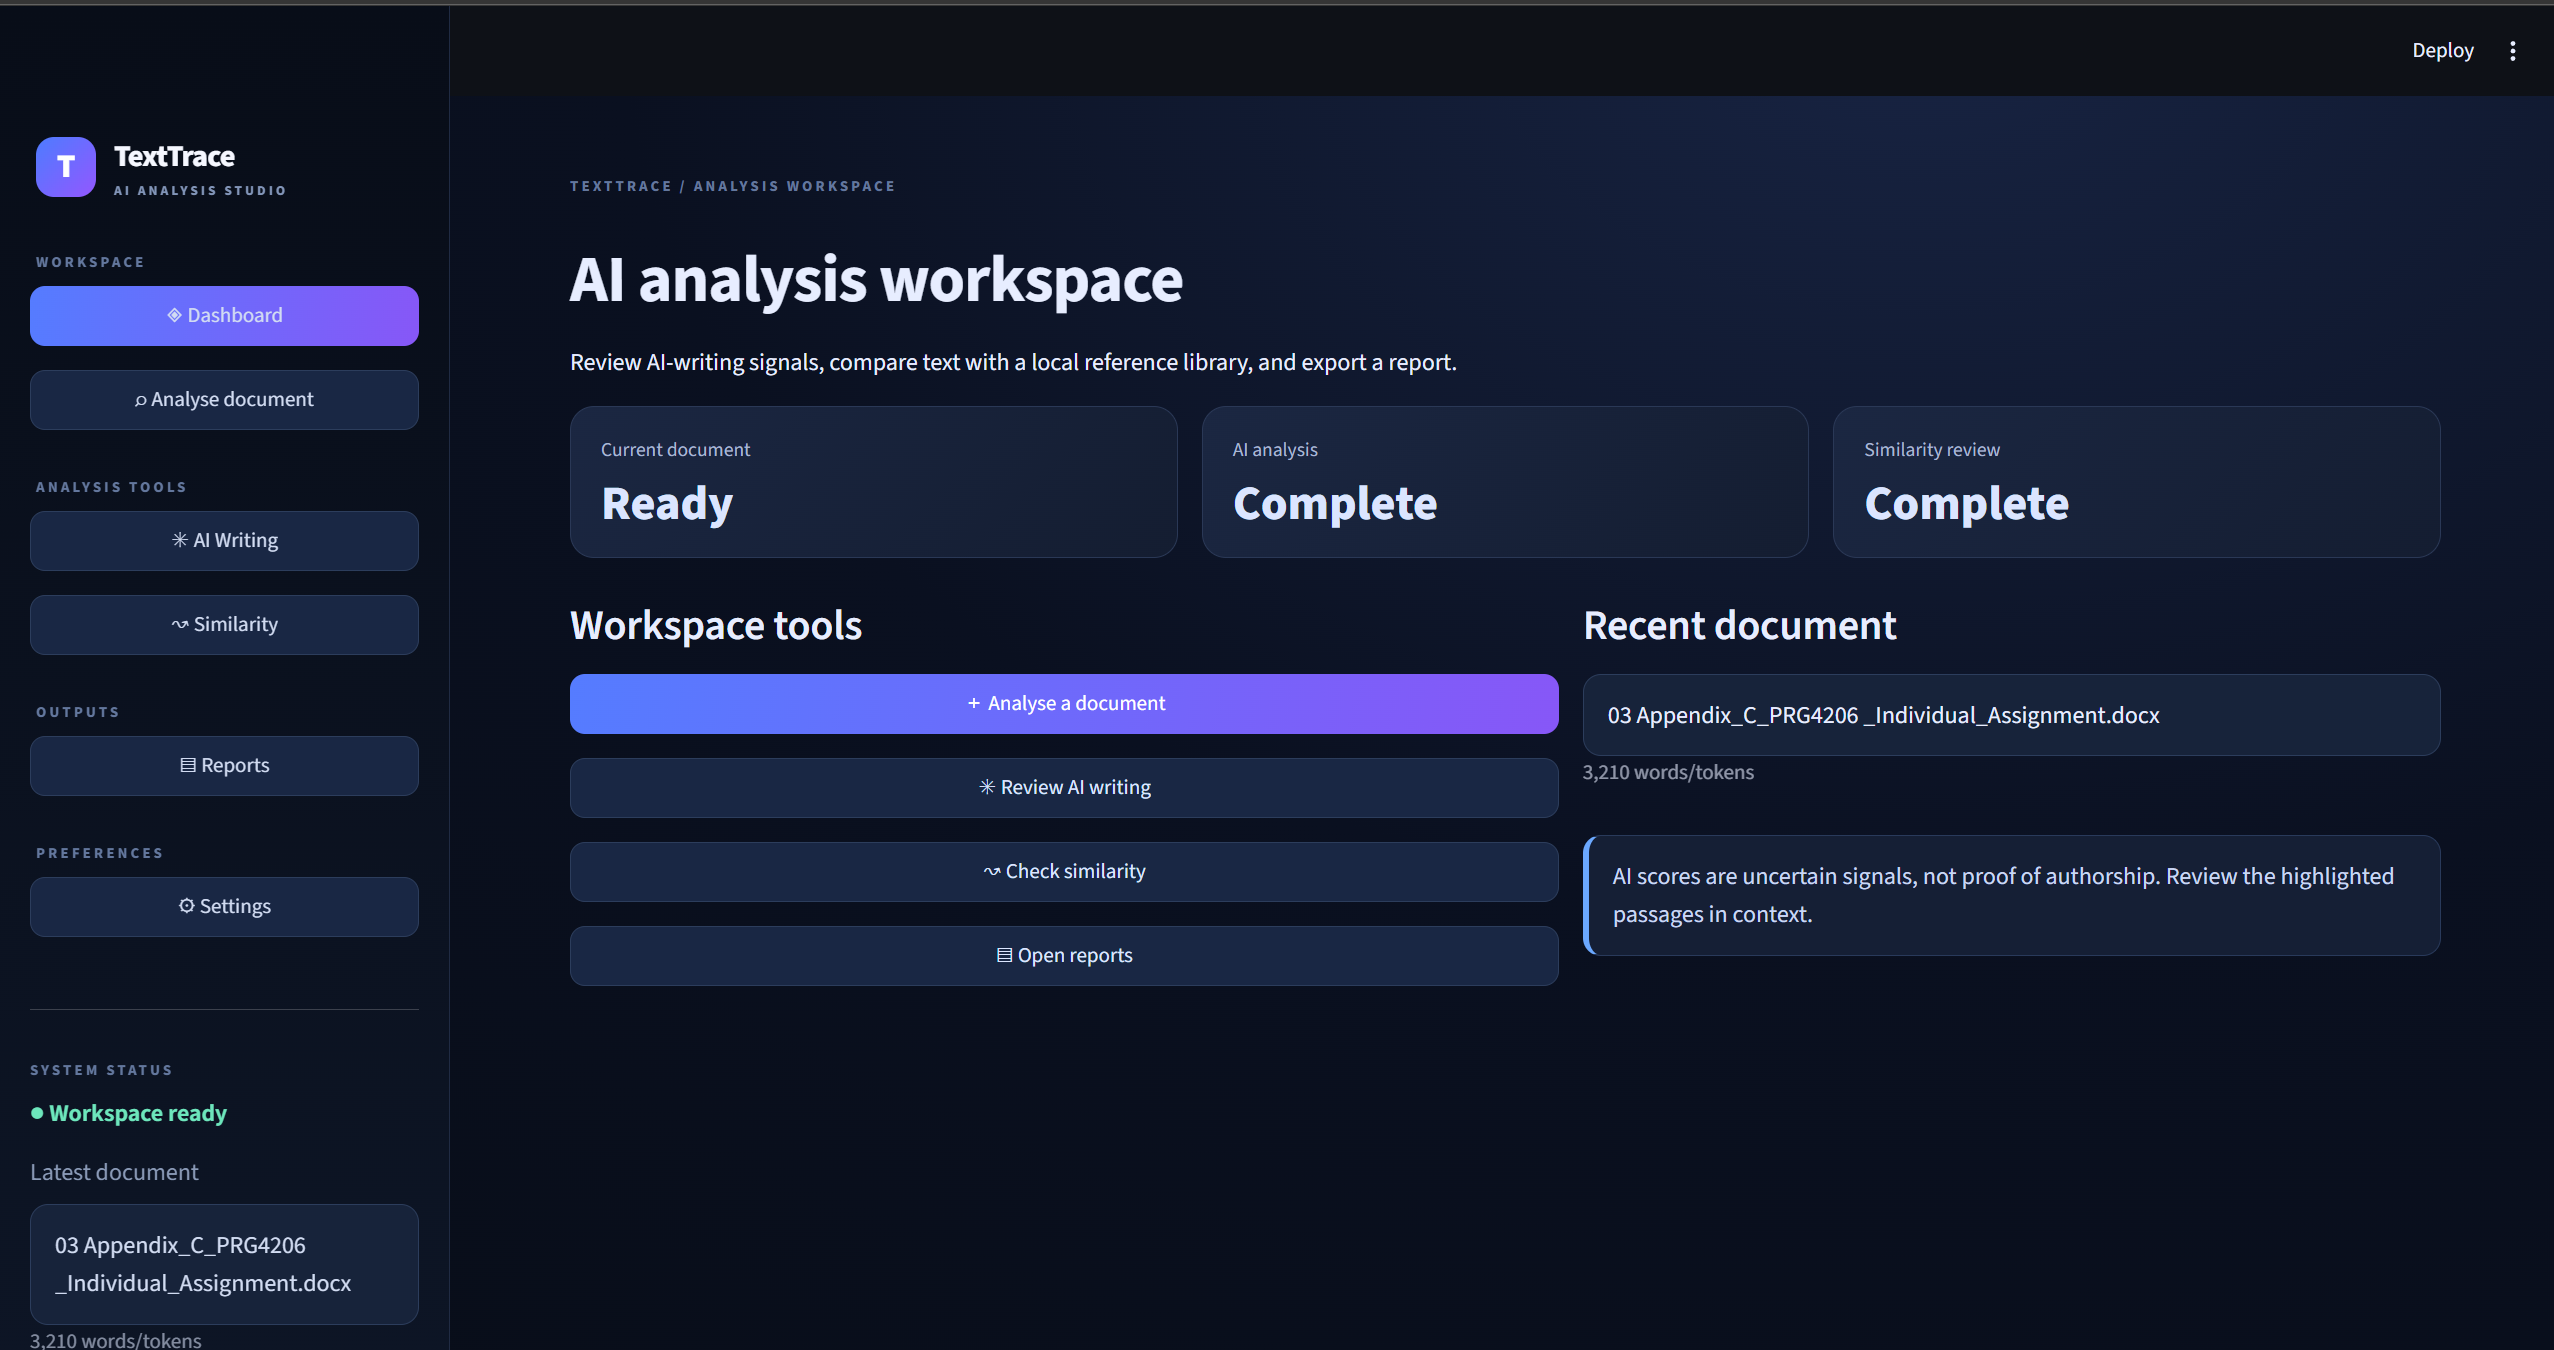 Deploy
T
TextTrace
AI ANALYSIS STUDIO
WORKSPACE
Dashboard
Analyse document
ANALYSIS TOOLS
AI Writing
Similarity
OUTPUTS
Reports
PREFERENCES
Settings
SYSTEM STATUS
Workspace ready
Latest document
03 Appendix_C_PRG4206
_Individual_Assignment.docx
3,210 words/tokens
TEXTTRACE / ANALYSIS WORKSPACE
AI analysis workspace
Review AI-writing signals, compare text with a local reference library, and export a report.
Current document
Ready
AI analysis
Complete
Similarity review
Complete
Workspace tools
+ Analyse a document
Review AI writing
Check similarity
Open reports
Recent document
03 Appendix_C_PRG4206 _Individual_Assignment.docx
3,210 words/tokens
AI scores are uncertain signals, not proof of authorship. Review the highlighted
passages in context.